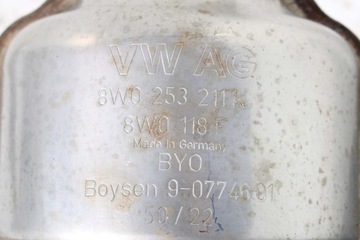 VW AG
8W0 253 211
8W0 118 F
Made in Germany
BYO
Boysen 9-07746.01
50/22